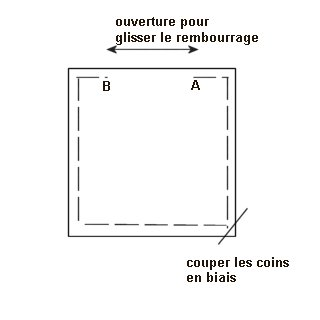 ouverture pour
glisser le rembourrage
B A
couper les coins
en biais